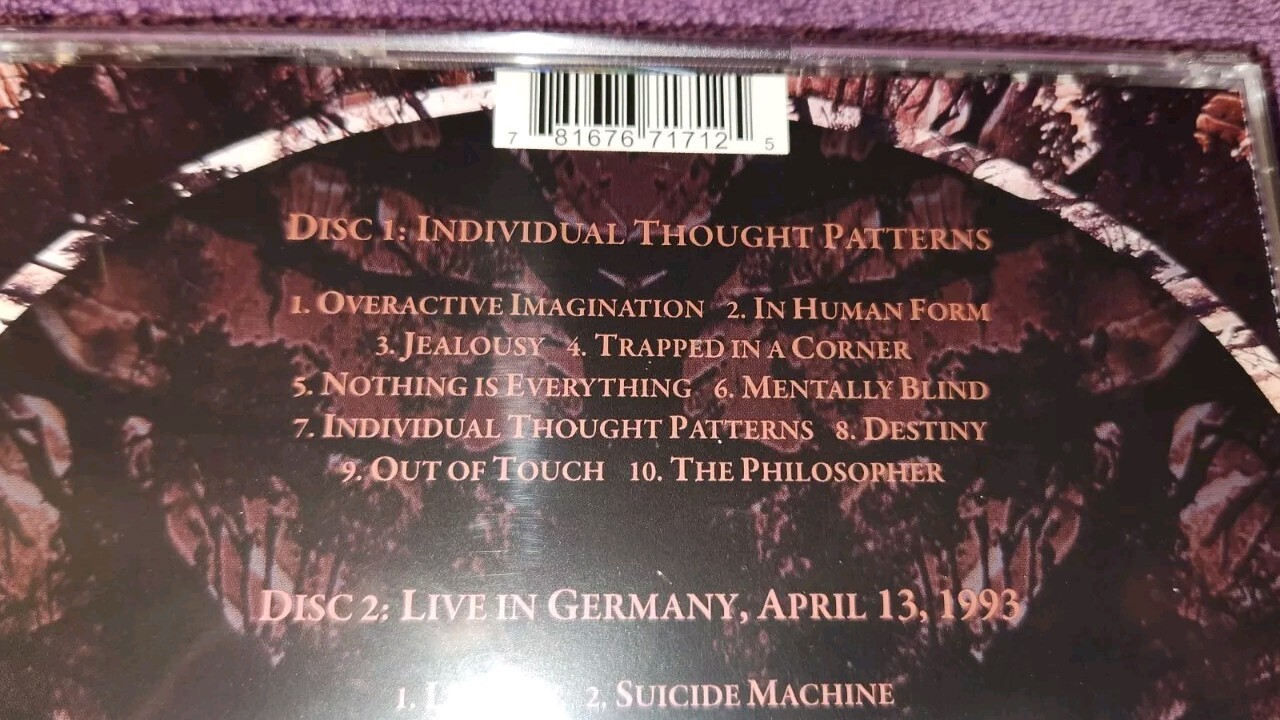 7 81676 71712 5
DISC 1: INDIVIDUAL THOUGHT PATTERNS
1. OVERACTIVE IMAGINATION 2. IN HUMAN FORM
3. JEALOUSY 4. TRAPPED IN A CORNER
5. NOTHING IS EVERYTHING 6. MENTALLY BLIND
7. INDIVIDUAL THOUGHT PATTERNS 8. DESTINY
9. OUT OF TOUCH 10. THE PHILOSOPHER
DISC 2: LIVE IN GERMANY, APRIL 13, 1993
1. 2. SUICIDE MACHINE